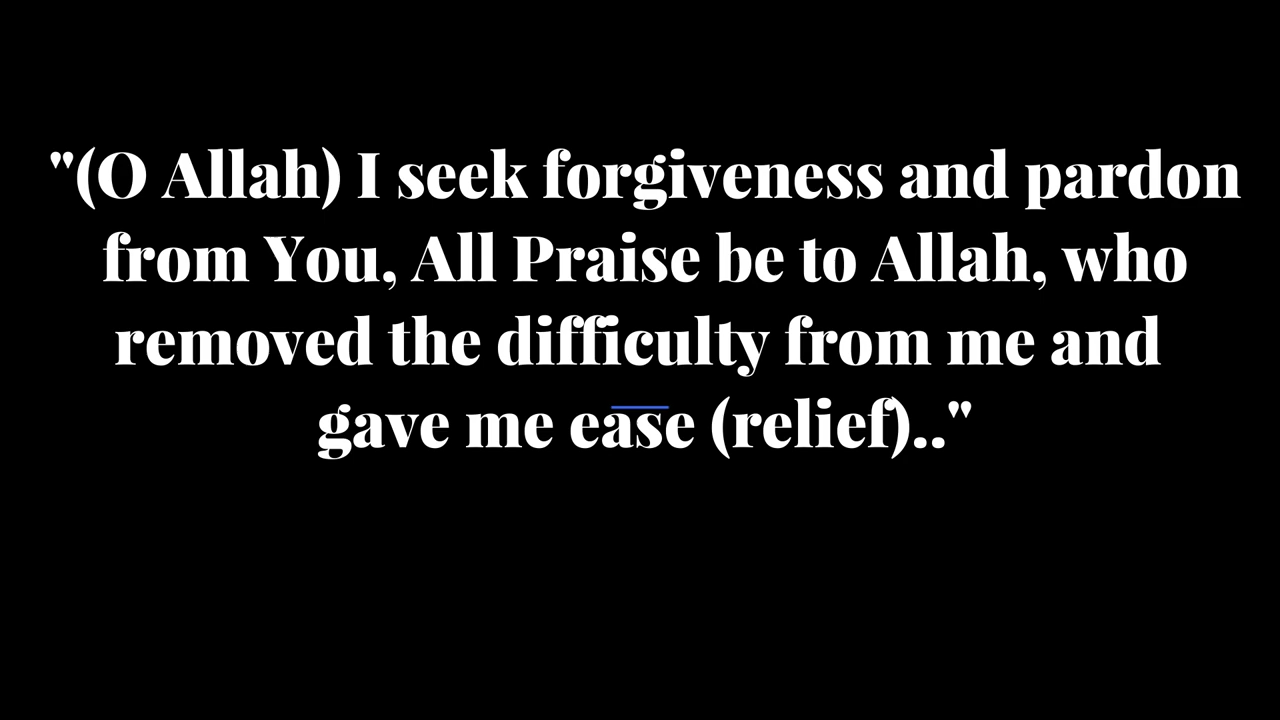 "(O Allah) I seek forgiveness and pardon
from You, All Praise be to Allah, who
removed the difficulty from me and
gave me ease (relief).."